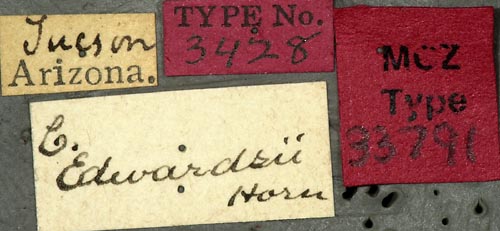 Tucson
Arizona.
TYPE No.
3428
MCZ
Type
33791
C.
Edwardsii
Horn